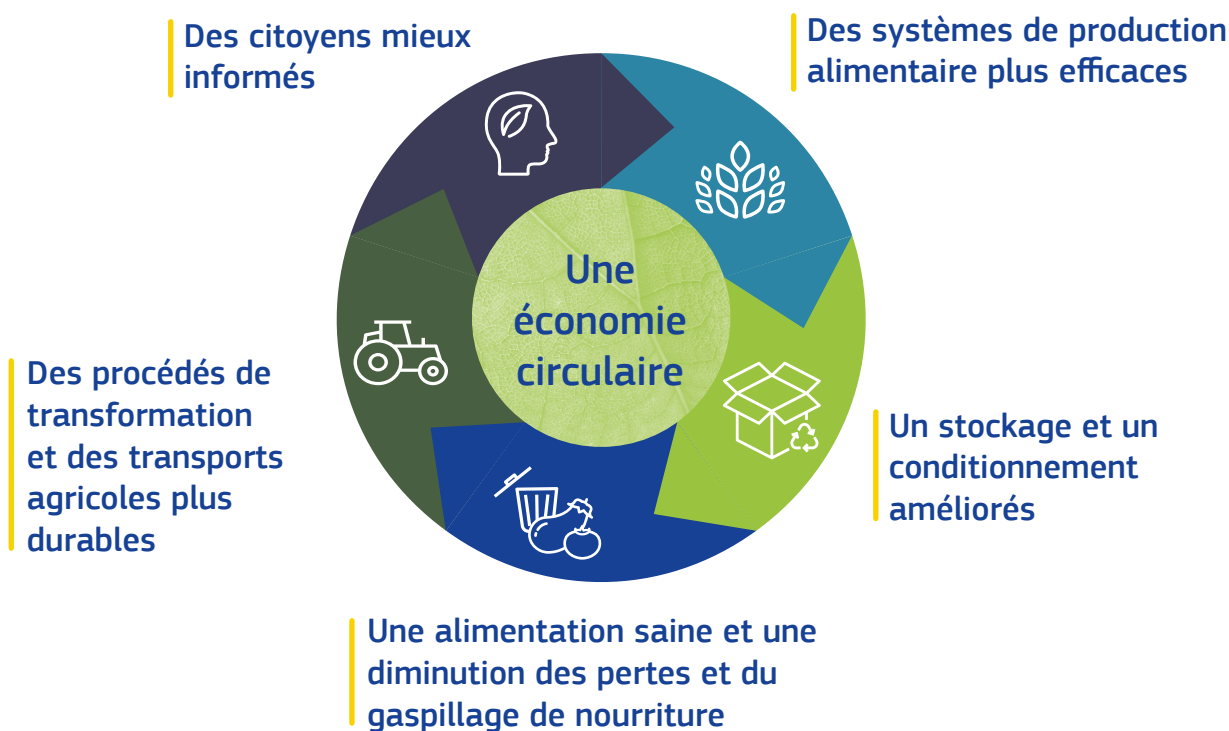 Des citoyens mieux
informés
Des systèmes de production
alimentaire plus efficaces
Une
économie
circulaire
Des procédés de
transformation
et des transports
agricoles plus
durables
Un stockage et un
conditionnement
améliorés
Une alimentation saine et une
diminution des pertes et du
gaspillage de nourriture